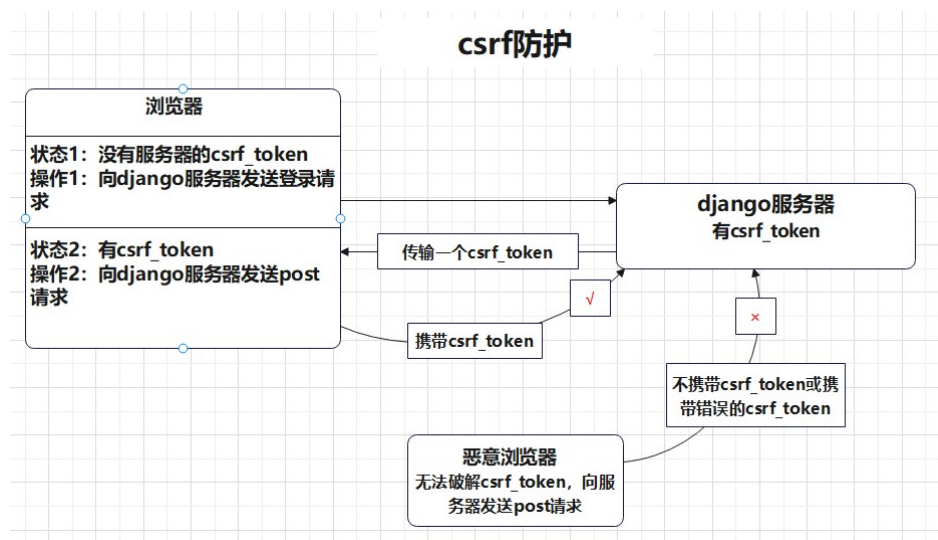 csrf防护
浏览器
状态1：没有服务器的csrf_token
操作1：向django服务器发送登录请
求
状态2：有csrf_token
操作2：向django服务器发送post
请求
django服务器
有csrf_token
传输一个csrf_token
√
携带csrf_token
×
不携带csrf_token或携
带错误的csrf_token
恶意浏览器
无法破解csrf_token，向服
务器发送post请求